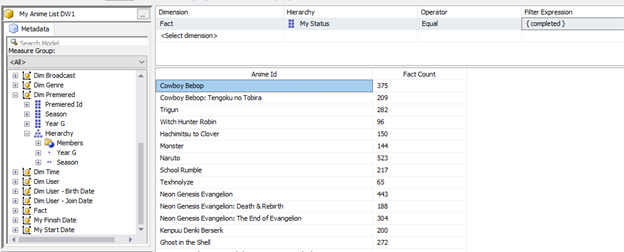 My Anime List DW1
..
Metadata
Search Model
Measure Group:
<All>
Dim Broadcast
Dim Genre
Dim Premiered
Premiered Id
Season
Year G
Hierarchy
Members
Year G
Season
Dim Time
Dim User
Dim User - Birth Date
Dim User - Join Date
Fact
My Finish Date
My Start Date
Dimension Hierarchy Operator Filter Expression
Fact My Status Equal { completed }
<Select dimension>
Anime Id Fact Count
Cowboy Bebop 375
Cowboy Bebop: Tengoku no Tobira 209
Trigun 282
Witch Hunter Robin 96
Hachimitsu to Clover 150
Monster 144
Naruto 523
School Rumble 217
Texhnolyze 65
Neon Genesis Evangelion 443
Neon Genesis Evangelion: Death & Rebirth 188
Neon Genesis Evangelion: The End of Evangelion 304
Kenpuu Denki Berserk 200
Ghost in the Shell 272